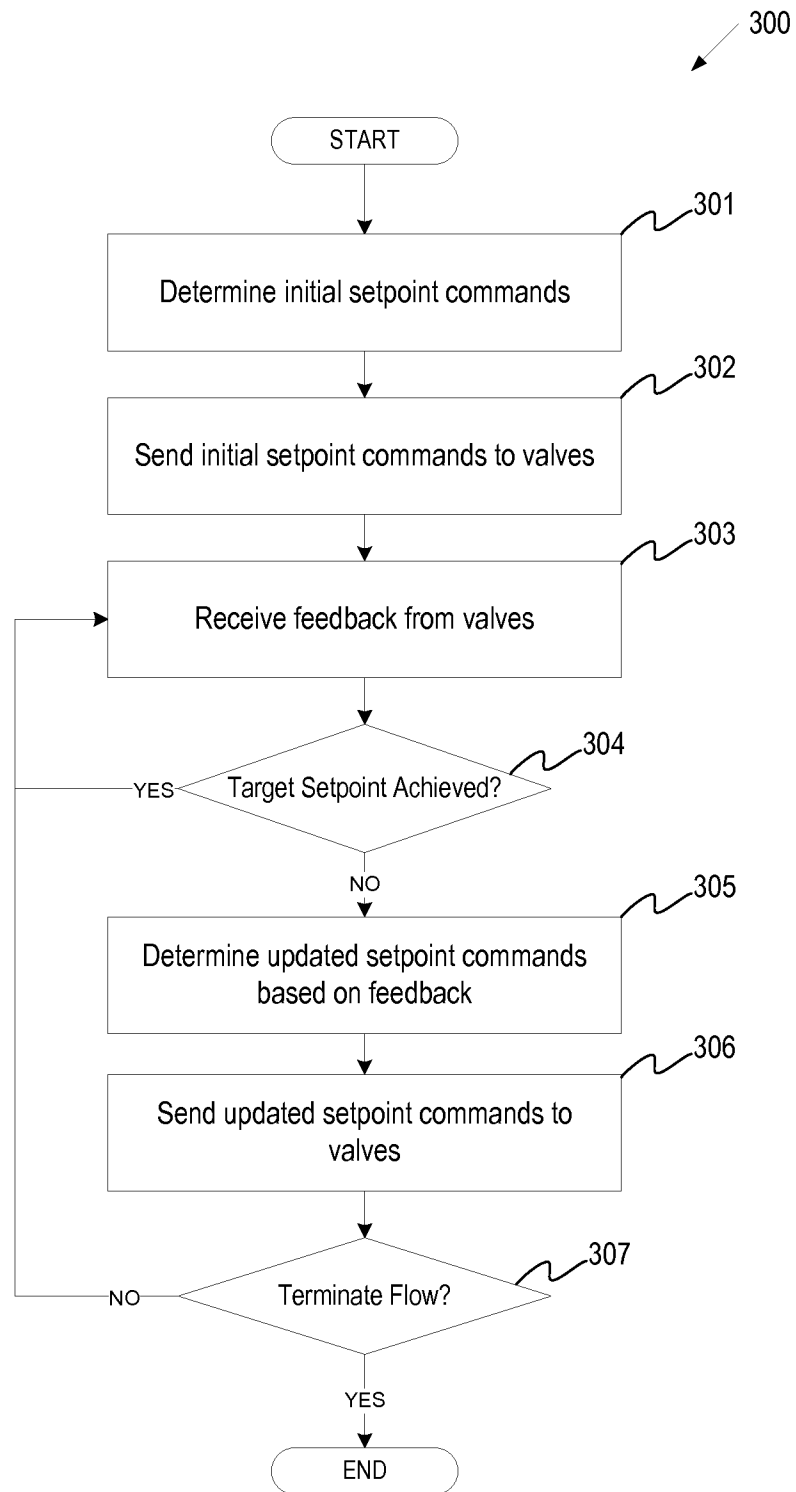 300
START
301
Determine initial setpoint commands
302
Send initial setpoint commands to valves
303
Receive feedback from valves
304
Target Setpoint Achieved?
YES
NO
305
Determine updated setpoint commands
based on feedback
306
Send updated setpoint commands to
valves
307
Terminate Flow?
NO
YES
END